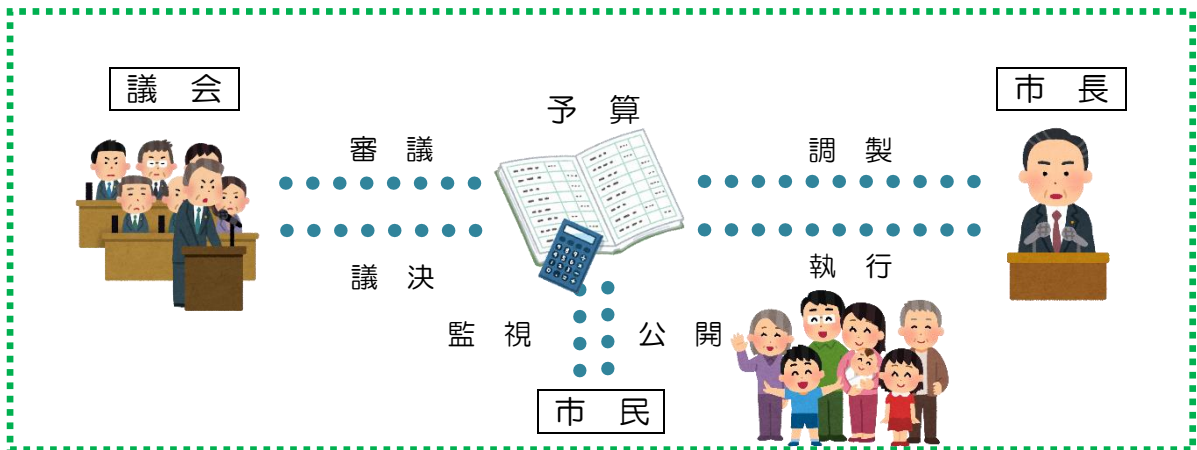 議 会
予 算
市 長
審 議
調 製
議 決
執 行
監 視
公 開
市 民